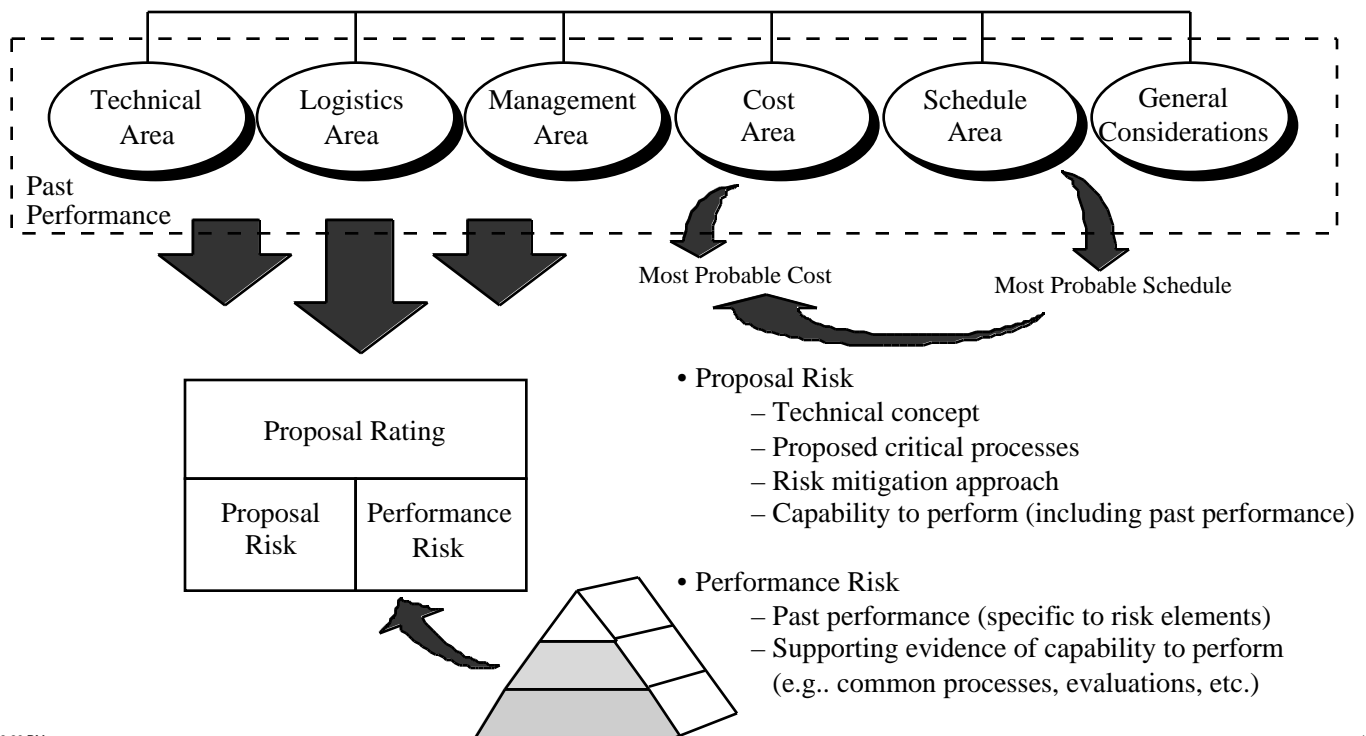 Technical
Area
Logistics
Area
Management
Area
Cost
Area
Schedule
Area
General
Considerations
Past
Performance
Most Probable Cost
Most Probable Schedule
Proposal Rating
Proposal
Risk
Performance
Risk
• Proposal Risk
– Technical concept
– Proposed critical processes
– Risk mitigation approach
– Capability to perform (including past performance)
• Performance Risk
– Past performance (specific to risk elements)
– Supporting evidence of capability to perform
(e.g.. common processes, evaluations, etc.)